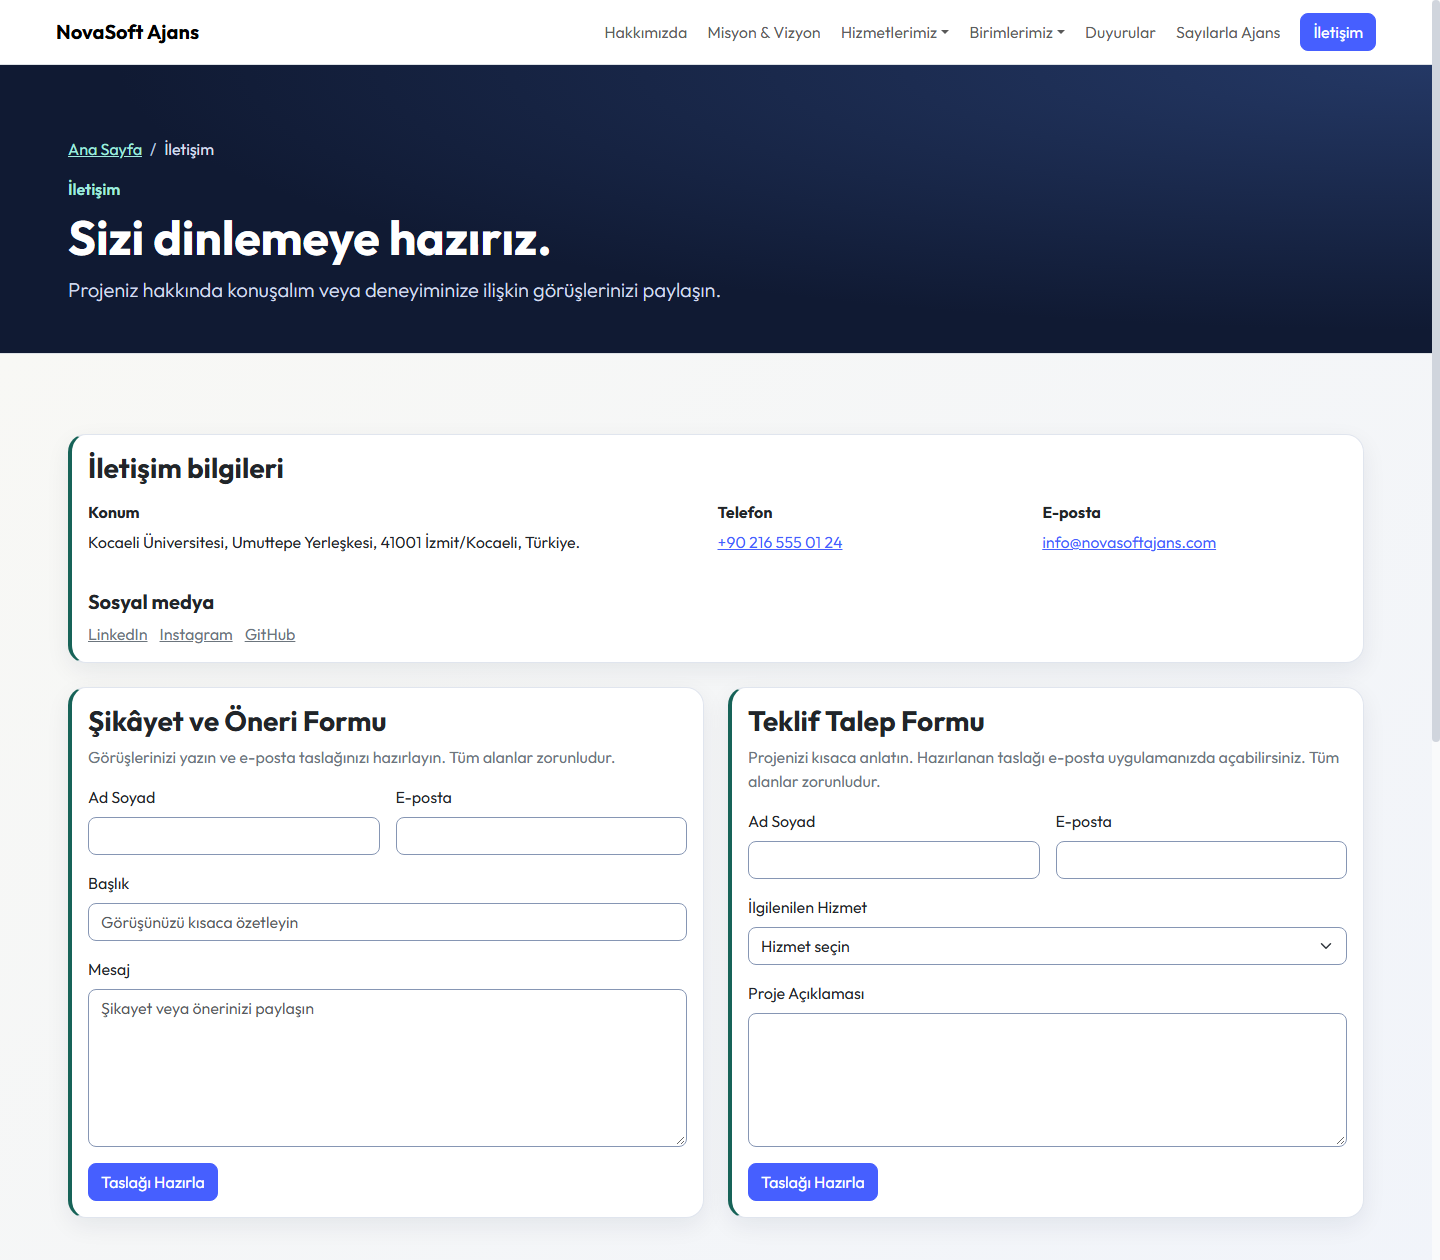 NovaSoft Ajans
Hakkımızda
Misyon & Vizyon
Hizmetlerimiz
Birimlerimiz
Duyurular
Sayılarla Ajans
İletişim
Ana Sayfa / İletişim
İletişim
Sizi dinlemeye hazırız.
Projeniz hakkında konuşalım veya deneyiminize ilişkin görüşlerinizi paylaşın.
İletişim bilgileri
Konum
Kocaeli Üniversitesi, Umuttepe Yerleşkesi, 41001 İzmit/Kocaeli, Türkiye.
Telefon
+90 216 555 01 24
E-posta
info@novasoftajans.com
Sosyal medya
LinkedIn Instagram GitHub
Şikâyet ve Öneri Formu
Görüşlerinizi yazın ve e-posta taslağınızı hazırlayın. Tüm alanlar zorunludur.
Ad Soyad
E-posta
Başlık
Görüşünüzü kısaca özetleyin
Mesaj
Şikayet veya önerinizi paylaşın
Taslağı Hazırla
Teklif Talep Formu
Projenizi kısaca anlatın. Hazırlanan taslağı e-posta uygulamanızda açabilirsiniz. Tüm
alanlar zorunludur.
Ad Soyad
E-posta
İlgilenilen Hizmet
Hizmet seçin
Proje Açıklaması
Taslağı Hazırla